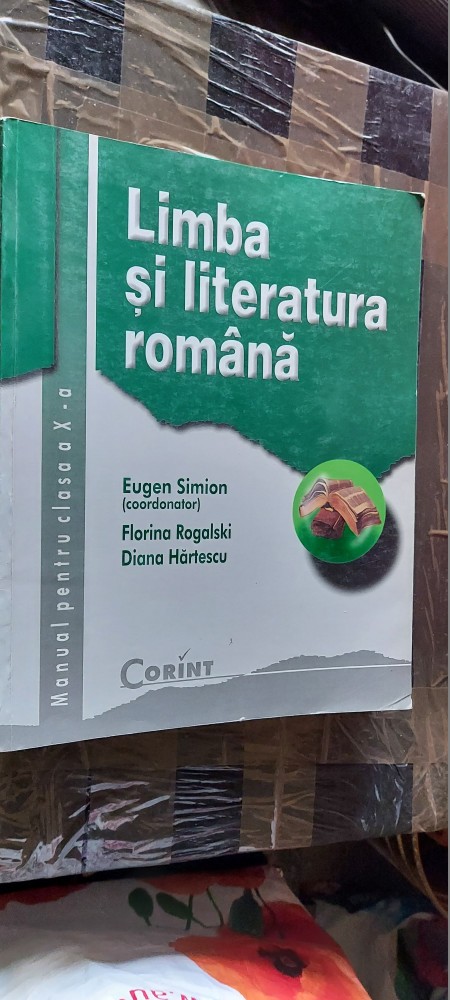 Limba
și literatura
română
Manual pentru clasa a X - a
Eugen Simion
(coordonator)
Florina Rogalski
Diana Hărtescu
CORINT